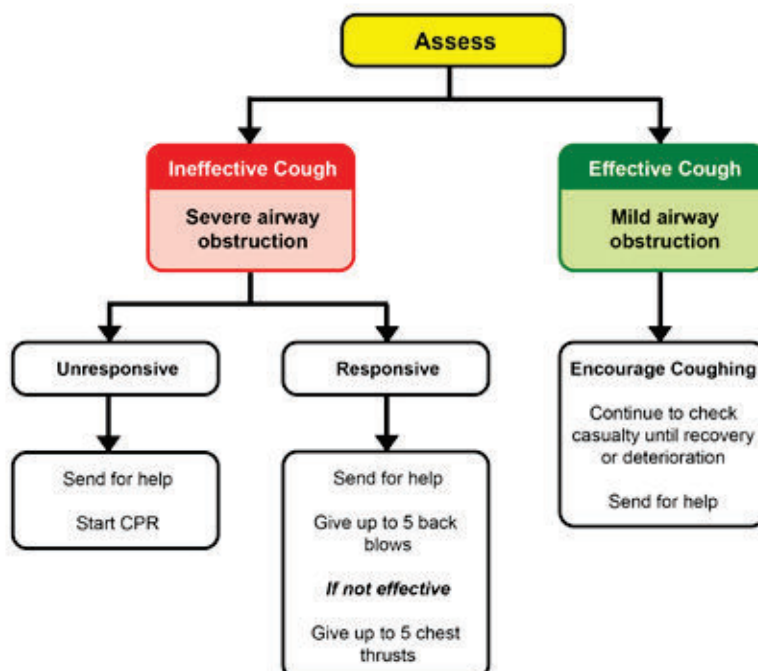 Assess
Ineffective Cough
Severe airway
obstruction
Effective Cough
Mild airway
obstruction
Unresponsive
Responsive
Send for help
Start CPR
Send for help
Give up to 5 back
blows
If not effective
Give up to 5 chest
thrusts
Encourage Coughing
Continue to check
casualty until recovery
or deterioration
Send for help